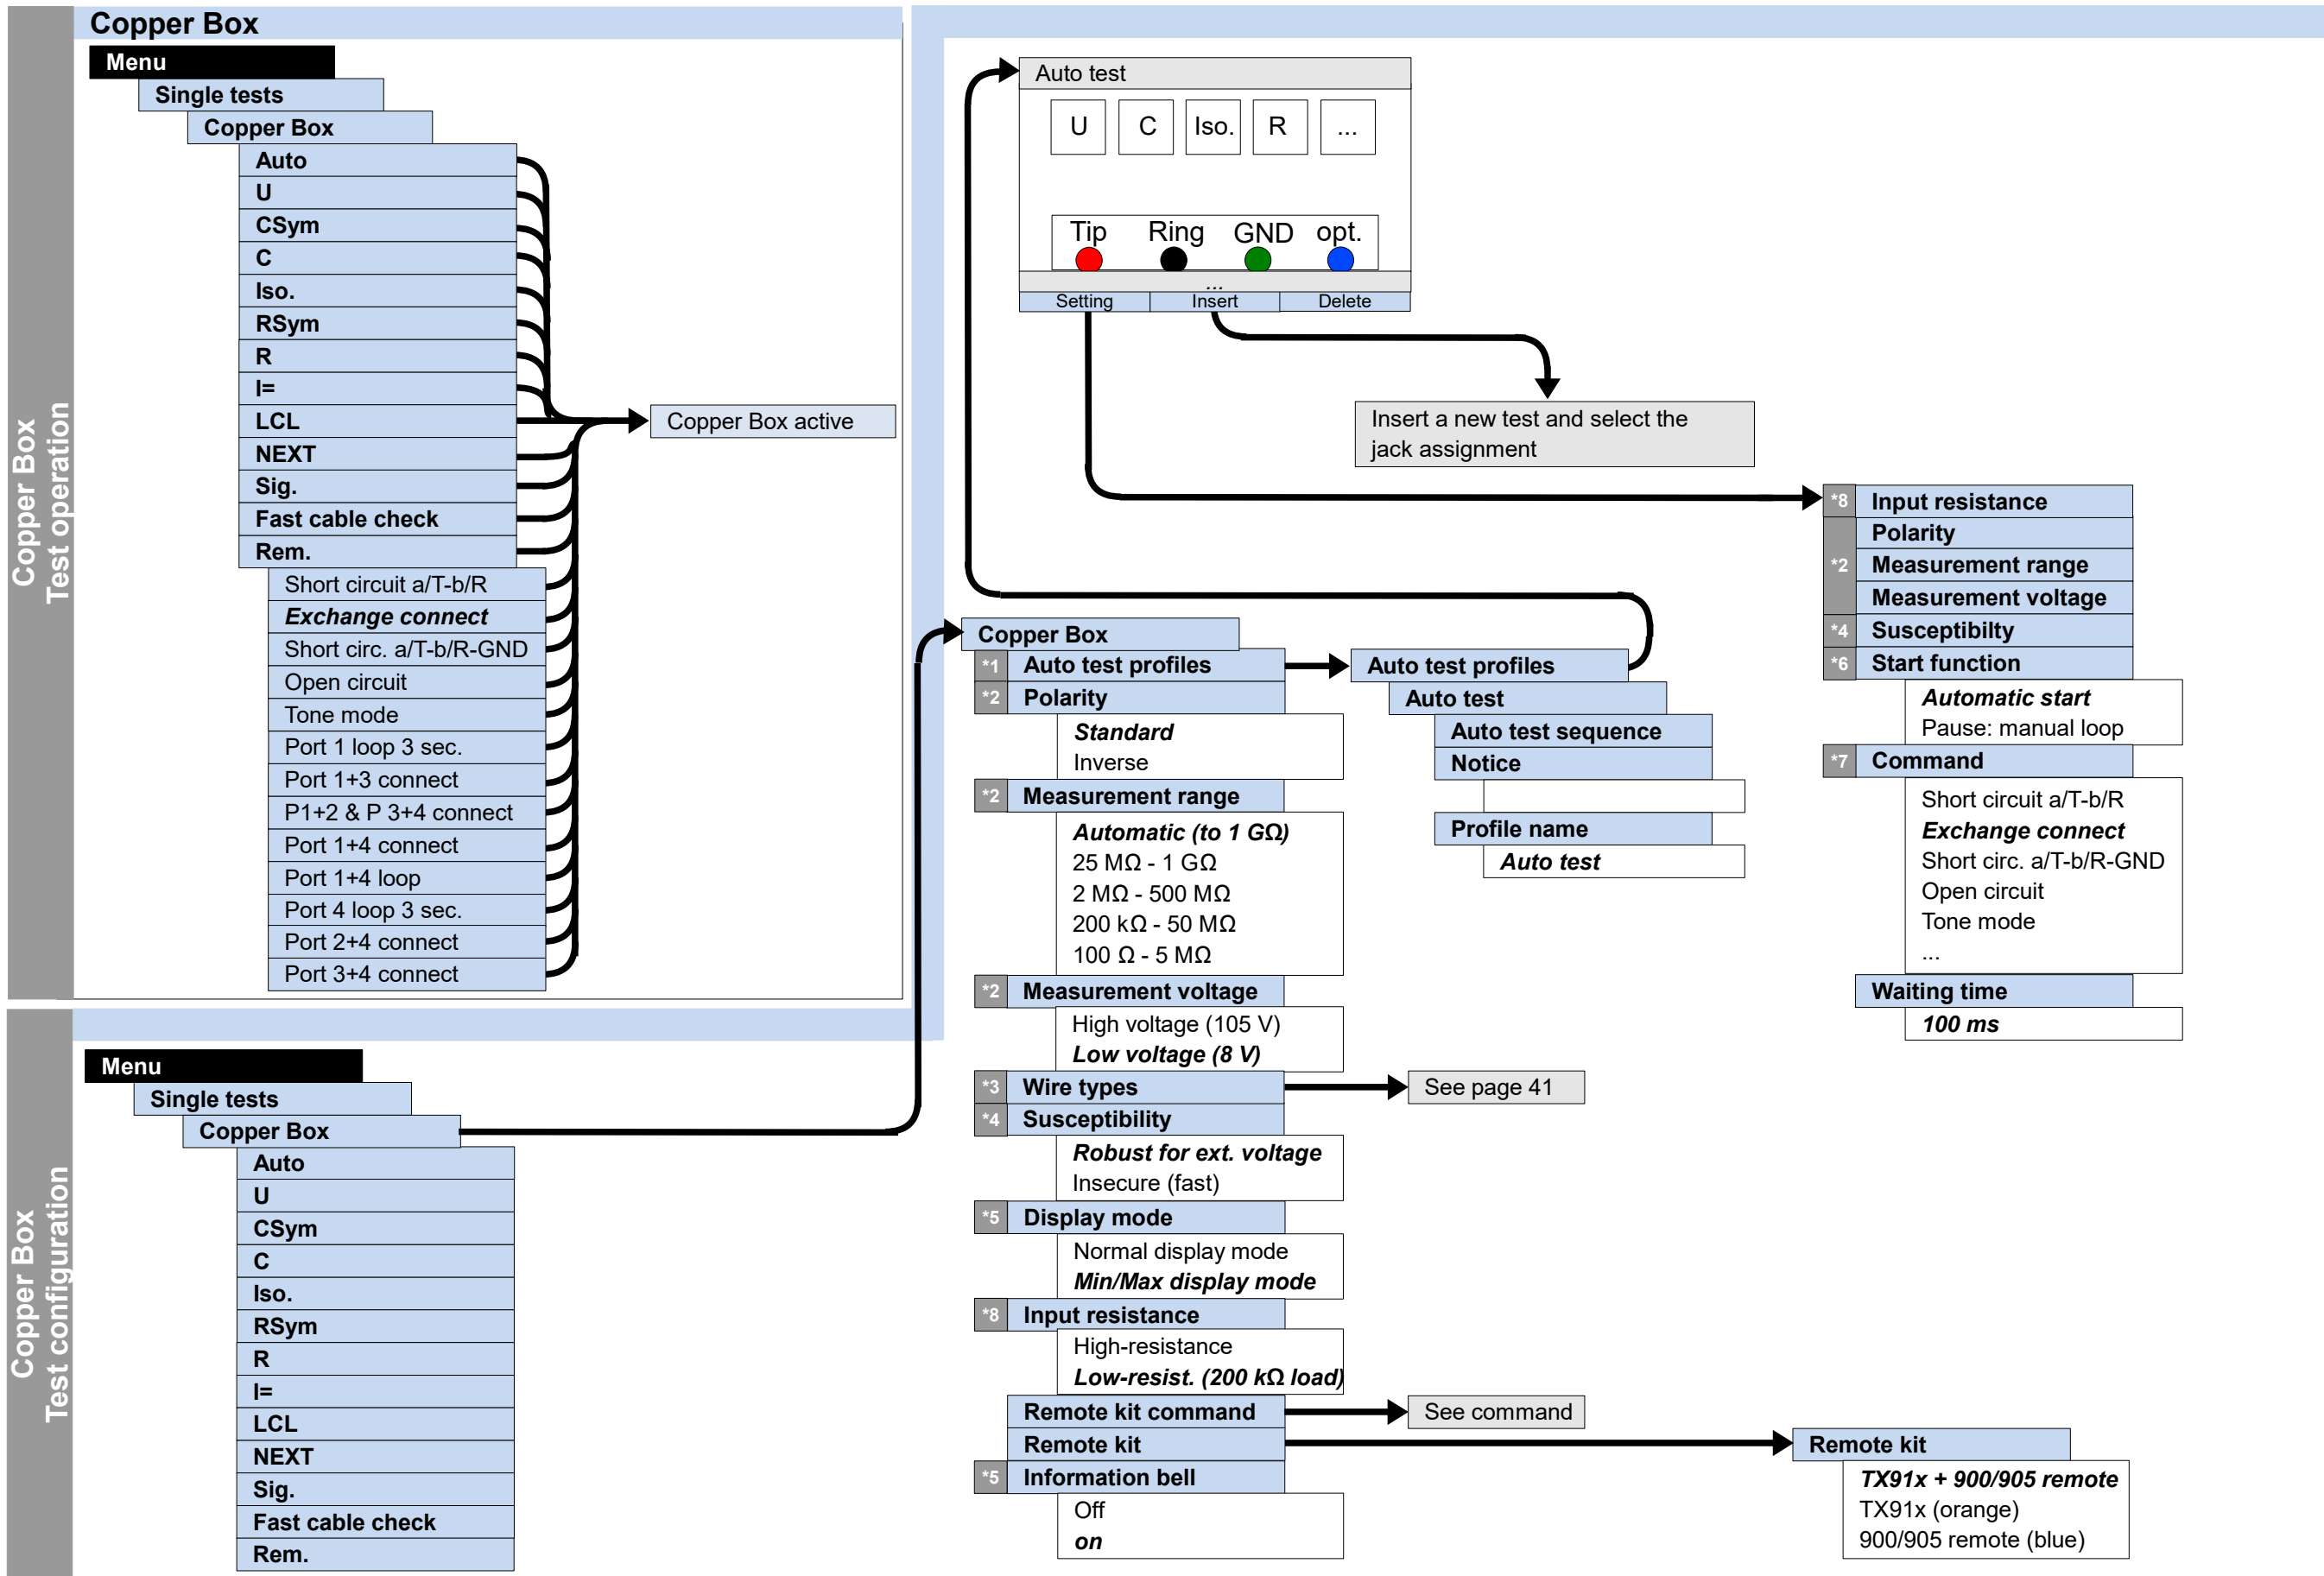 Copper Box
Test operation
Copper Box
Menu
Single tests
Copper Box
Auto
U
CSym
C
Iso.
RSym
R
I=
LCL
NEXT
Sig.
Fast cable check
Rem.
Short circuit a/T-b/R
Exchange connect
Short circ. a/T-b/R-GND
Open circuit
Tone mode
Port 1 loop 3 sec.
Port 1+3 connect
P1+2 & P 3+4 connect
Port 1+4 connect
Port 1+4 loop
Port 4 loop 3 sec.
Port 2+4 connect
Port 3+4 connect
Copper Box active
Copper Box
Test configuration
Menu
Single tests
Copper Box
Auto
U
CSym
C
Iso.
RSym
R
I=
LCL
NEXT
Sig.
Fast cable check
Rem.
Auto test
U C Iso. R ...
Tip Ring GND opt.
...
Setting Insert Delete
Insert a new test and select the
jack assignment
Copper Box
*1 Auto test profiles
*2 Polarity
Standard
Inverse
*2 Measurement range
Automatic (to 1 GΩ)
25 MΩ - 1 GΩ
2 MΩ - 500 MΩ
200 kΩ - 50 MΩ
100 Ω - 5 MΩ
*2 Measurement voltage
High voltage (105 V)
Low voltage (8 V)
*3 Wire types
See page 41
*4 Susceptibility
Robust for ext. voltage
Insecure (fast)
*5 Display mode
Normal display mode
Min/Max display mode
*8 Input resistance
High-resistance
Low-resist. (200 kΩ load)
Remote kit command
See command
Remote kit
*5 Information bell
Off
on
Auto test profiles
Auto test
Auto test sequence
Notice
Profile name
Auto test
*8 Input resistance
Polarity
*2 Measurement range
Measurement voltage
*4 Susceptibilty
*6 Start function
Automatic start
Pause: manual loop
*7 Command
Short circuit a/T-b/R
Exchange connect
Short circ. a/T-b/R-GND
Open circuit
Tone mode
...
Waiting time
100 ms
Remote kit
TX91x + 900/905 remote
TX91x (orange)
900/905 remote (blue)